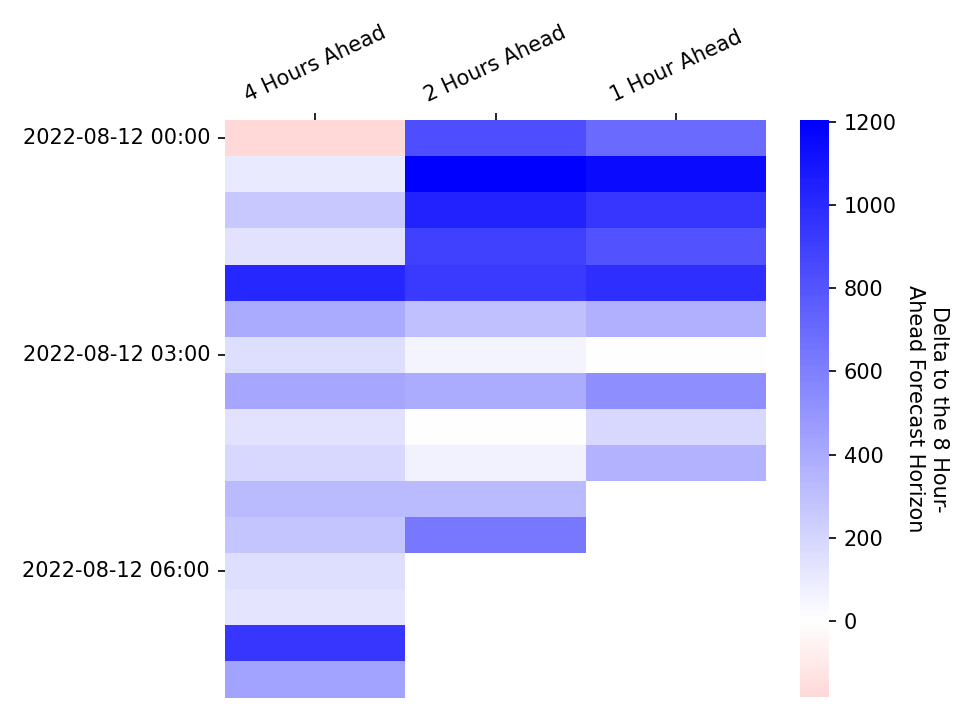 4 Hours Ahead
2 Hours Ahead
1 Hour Ahead
2022-08-12 00:00
2022-08-12 03:00
2022-08-12 06:00
1200
1000
800
600
400
200
0
Delta to the 8 Hour-
Ahead Forecast Horizon